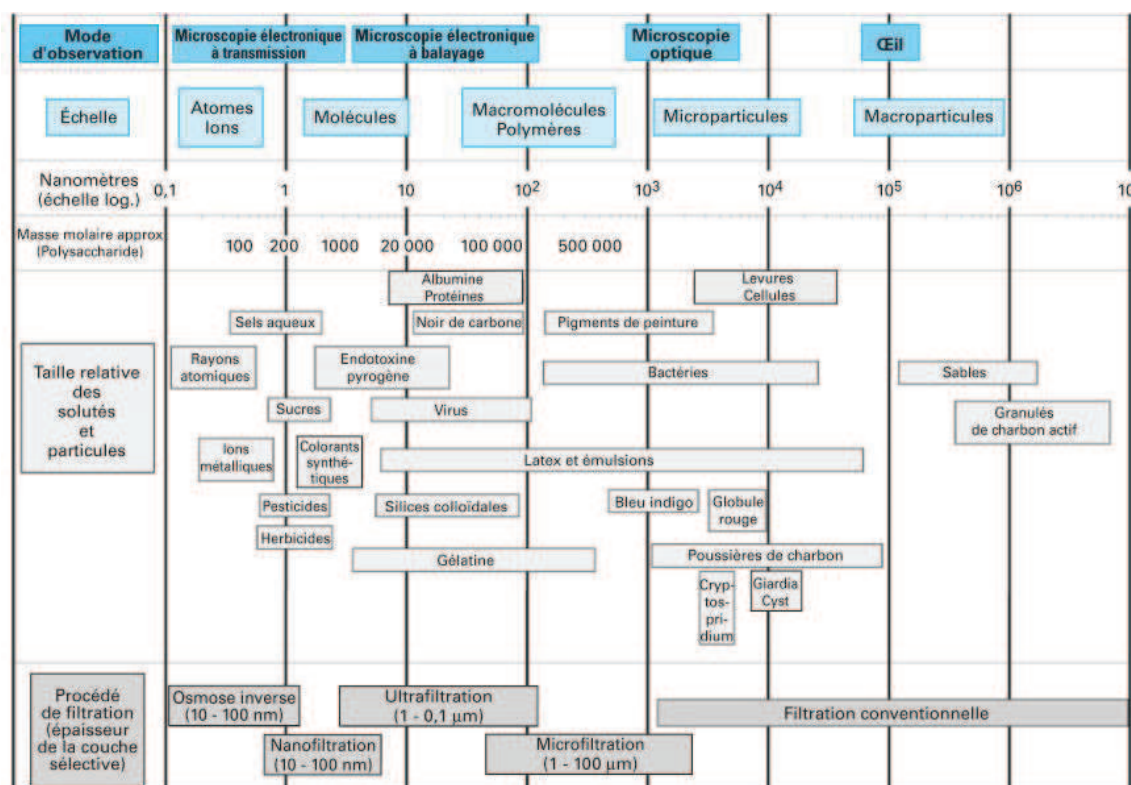 Mode
d'observation
Microscopie électronique
à transmission
Microscopie électronique
à balayage
Microscopie
optique
Œil
Échelle
Atomes
Ions
Molécules
Macromolécules
Polymères
Microparticules
Macroparticules
Nanomètres
(échelle log.)
0,1
1
10
10²
10³
10⁴
10⁵
10⁶
Masse molaire approx
(Polysaccharide)
100
200
1000
20 000
100 000
500 000
Taille relative
des
solutés
et
particules
Albumine
Protéines
Levures
Cellules
Sels aqueux
Noir de carbone
Pigments de peinture
Rayons
atomiques
Endotoxine
pyrogène
Bactéries
Sables
Sucres
Virus
Granulés
de charbon actif
Ions
métalliques
Colorants
synthé-
tiques
Latex et émulsions
Pesticides
Silices colloïdales
Bleu indigo
Globule
rouge
Herbicides
Gélatine
Poussières de charbon
Cryp-
tos-
pri-
dium
Giardia
Cyst
Procédé
de filtration
(épaisseur
de la couche
sélective)
Osmose inverse
(10 - 100 nm)
Ultrafiltration
(1 - 0,1 µm)
Filtration conventionnelle
Nanofiltration
(10 - 100 nm)
Microfiltration
(1 - 100 µm)